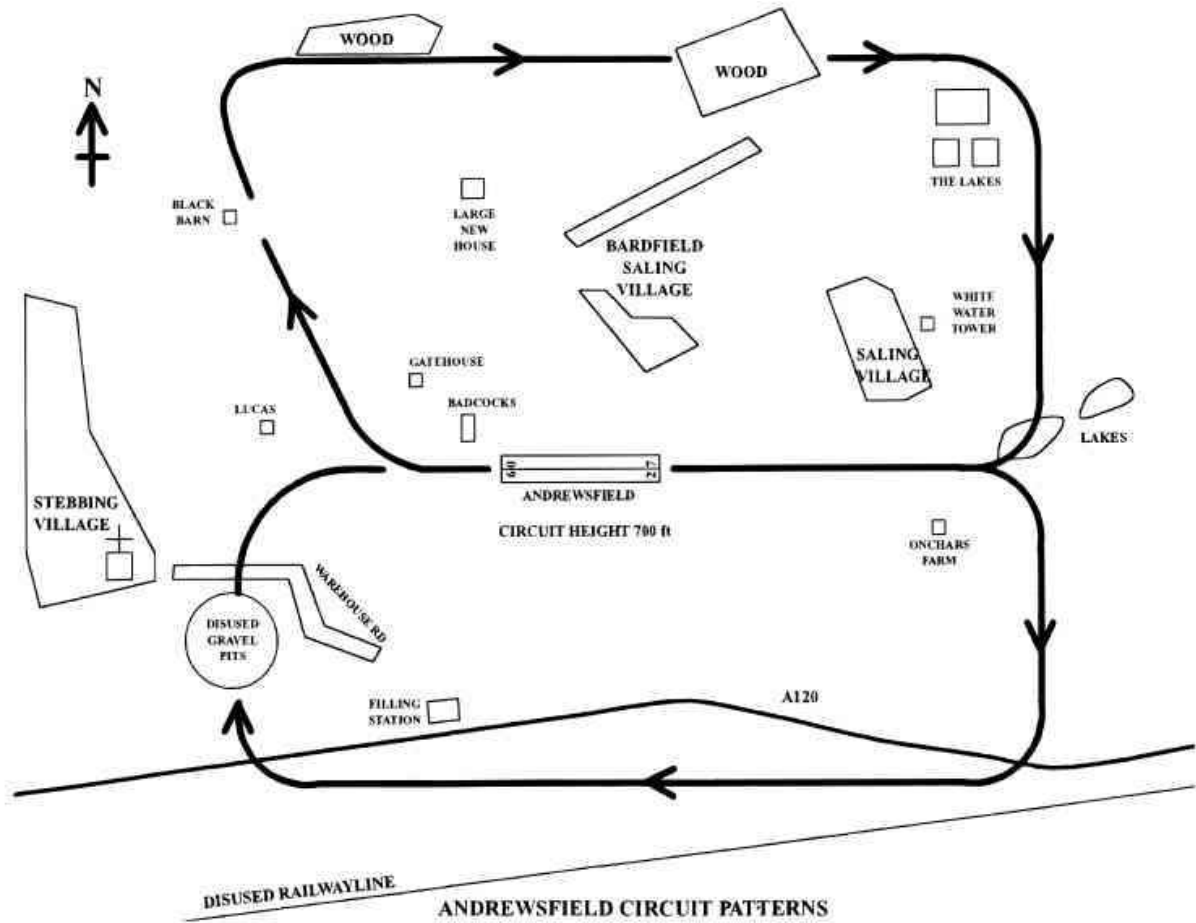 WOOD
WOOD
N
THE LAKES
BLACK
BARN
LARGE
NEW
HOUSE
BARDFIELD
SALING
VILLAGE
WHITE
WATER
TOWER
SALING
VILLAGE
GATEHOUSE
BADCOCKS
LUCAS
LAKES
09
27
ANDREWSFIELD
STEBBING
VILLAGE
CIRCUIT HEIGHT 700 ft
ONCHARS
FARM
WAREHOUSE RD
DISUSED
GRAVEL
PITS
FILLING
STATION
A120
DISUSED RAILWAYLINE
ANDREWSFIELD CIRCUIT PATTERNS